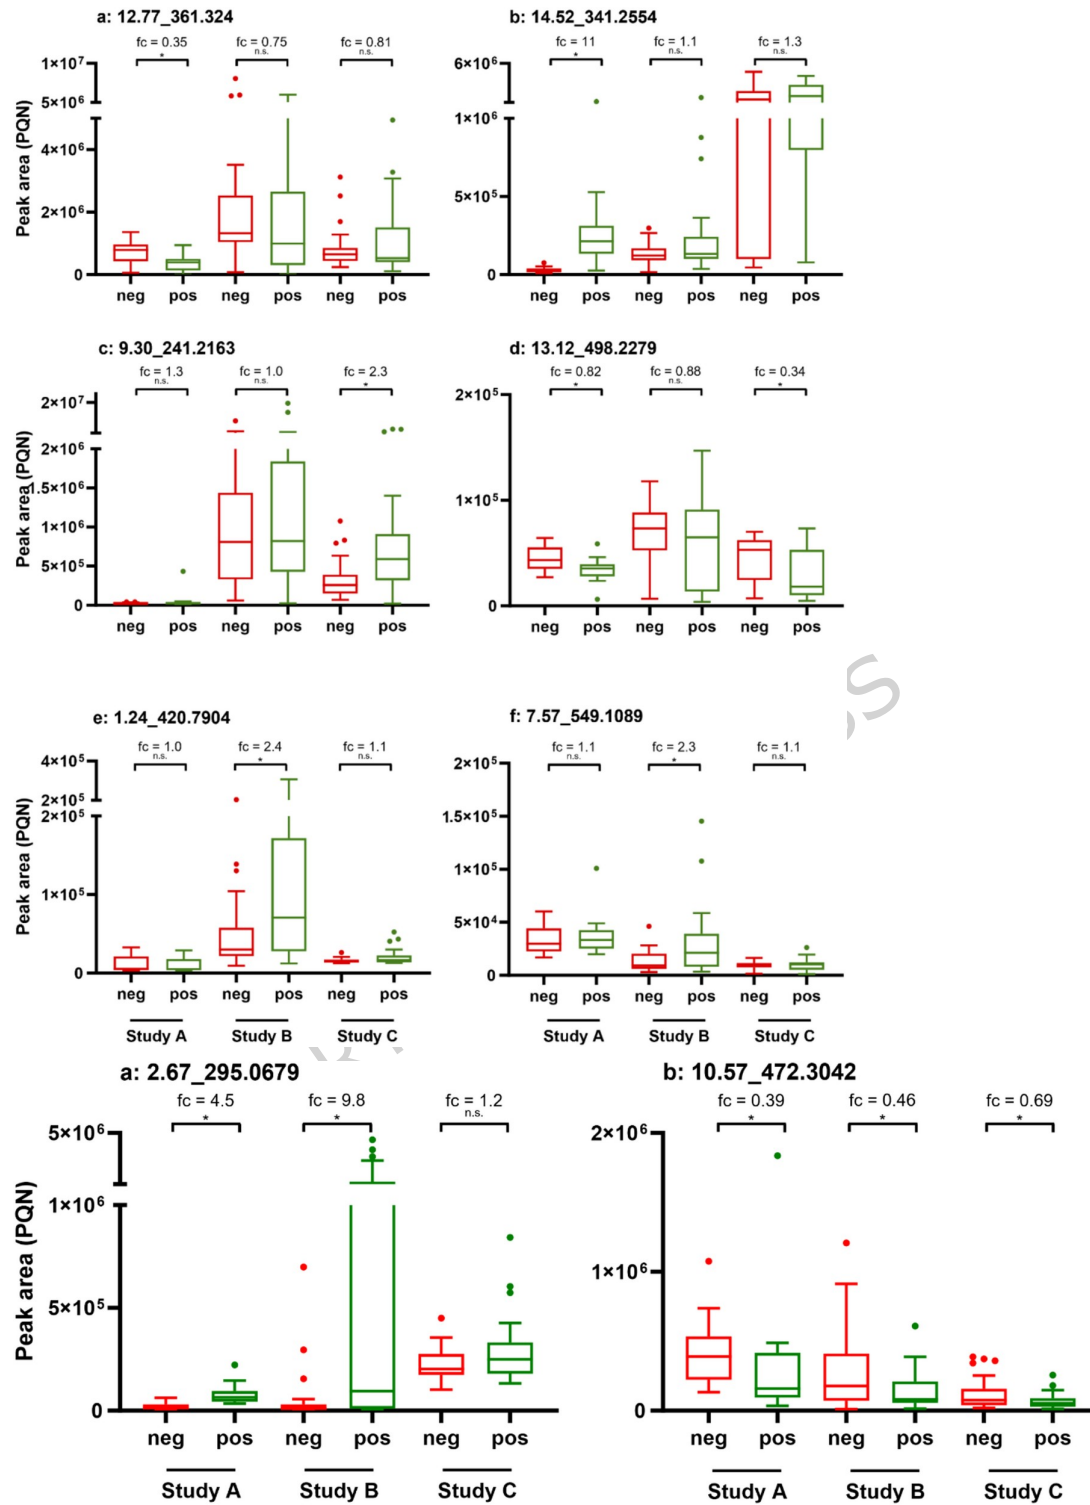 a: 12.77_361.324
fc = 0.35 fc = 0.75 fc = 0.81
* n.s. n.s.
1×10⁷
5×10⁶
4×10⁶
2×10⁶
0
Peak area (PQN)
neg pos neg pos neg pos
b: 14.52_341.2554
fc = 11 fc = 1.1 fc = 1.3
* n.s. n.s.
6×10⁶
1×10⁶
5×10⁵
0
neg pos neg pos neg pos
c: 9.30_241.2163
fc = 1.3 fc = 1.0 fc = 2.3
n.s. n.s. *
2×10⁷
2×10⁶
1.5×10⁶
1×10⁶
5×10⁵
0
Peak area (PQN)
neg pos neg pos neg pos
d: 13.12_498.2279
fc = 0.82 fc = 0.88 fc = 0.34
* n.s. *
2×10⁵
1×10⁵
0
neg pos neg pos neg pos
e: 1.24_420.7904
fc = 1.0 fc = 2.4 fc = 1.1
n.s. * n.s.
4×10⁵
2×10⁵
2×10⁵
1×10⁵
0
Peak area (PQN)
neg pos neg pos neg pos
Study A Study B Study C
f: 7.57_549.1089
fc = 1.1 fc = 2.3 fc = 1.1
n.s. * n.s.
2×10⁵
1.5×10⁵
1×10⁵
5×10⁴
0
neg pos neg pos neg pos
Study A Study B Study C
a: 2.67_295.0679
fc = 4.5 fc = 9.8 fc = 1.2
* * n.s.
5×10⁶
1×10⁶
5×10⁵
0
Peak area (PQN)
neg pos neg pos neg pos
Study A Study B Study C
b: 10.57_472.3042
fc = 0.39 fc = 0.46 fc = 0.69
* * *
2×10⁶
1×10⁶
0
neg pos neg pos neg pos
Study A Study B Study C